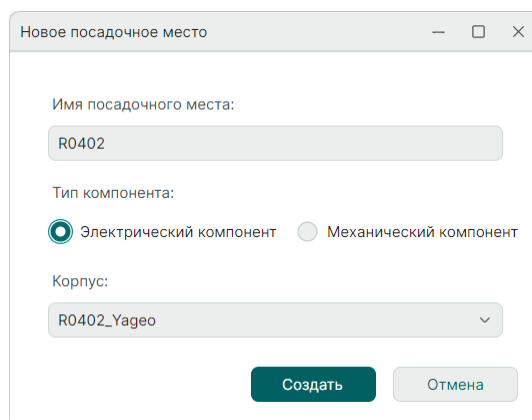 Новое посадочное место
Имя посадочного места:
R0402
Тип компонента:
Электрический компонент Механический компонент
Корпус:
R0402_Yageo
Создать Отмена